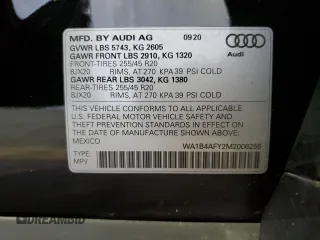 MFD. BY AUDI AG 09/20
GVWR LBS 5743, KG 2605
GAWR FRONT LBS 2910, KG 1320
FRONT-TIRES 255/45 R20
8JX20 RIMS, AT 270 KPA 39 PSI COLD
GAWR REAR LBS 3042, KG 1380
REAR-TIRES 255/45 R20
8JX20 RIMS, AT 270 KPA 39 PSI COLD
Audi
THIS VEHICLE CONFORMS TO ALL APPLICABLE
U.S. FEDERAL MOTOR VEHICLE SAFETY, BUMPER
AND THEFT PREVENTION STANDARDS IN EFFECT ON THE
DATE OF MANUFACTURE SHOWN ABOVE.
MEXICO
WA1B4AFY2M2006256
TYPE:
MPV